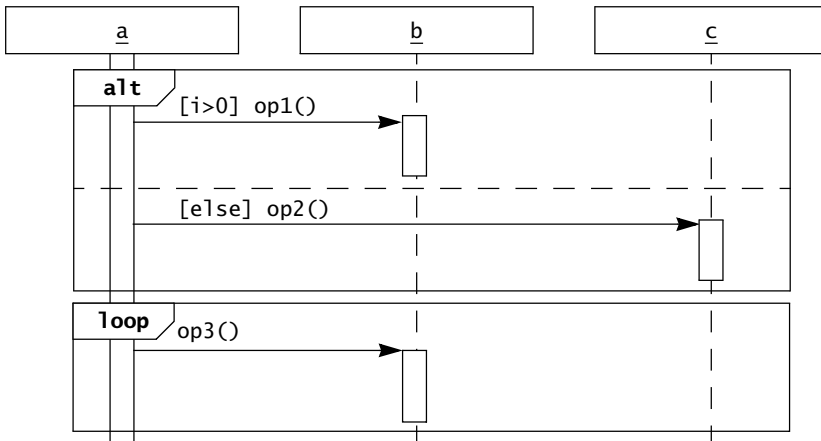 a
b
c
alt
[i>0] op1()
[else] op2()
loop
op3()